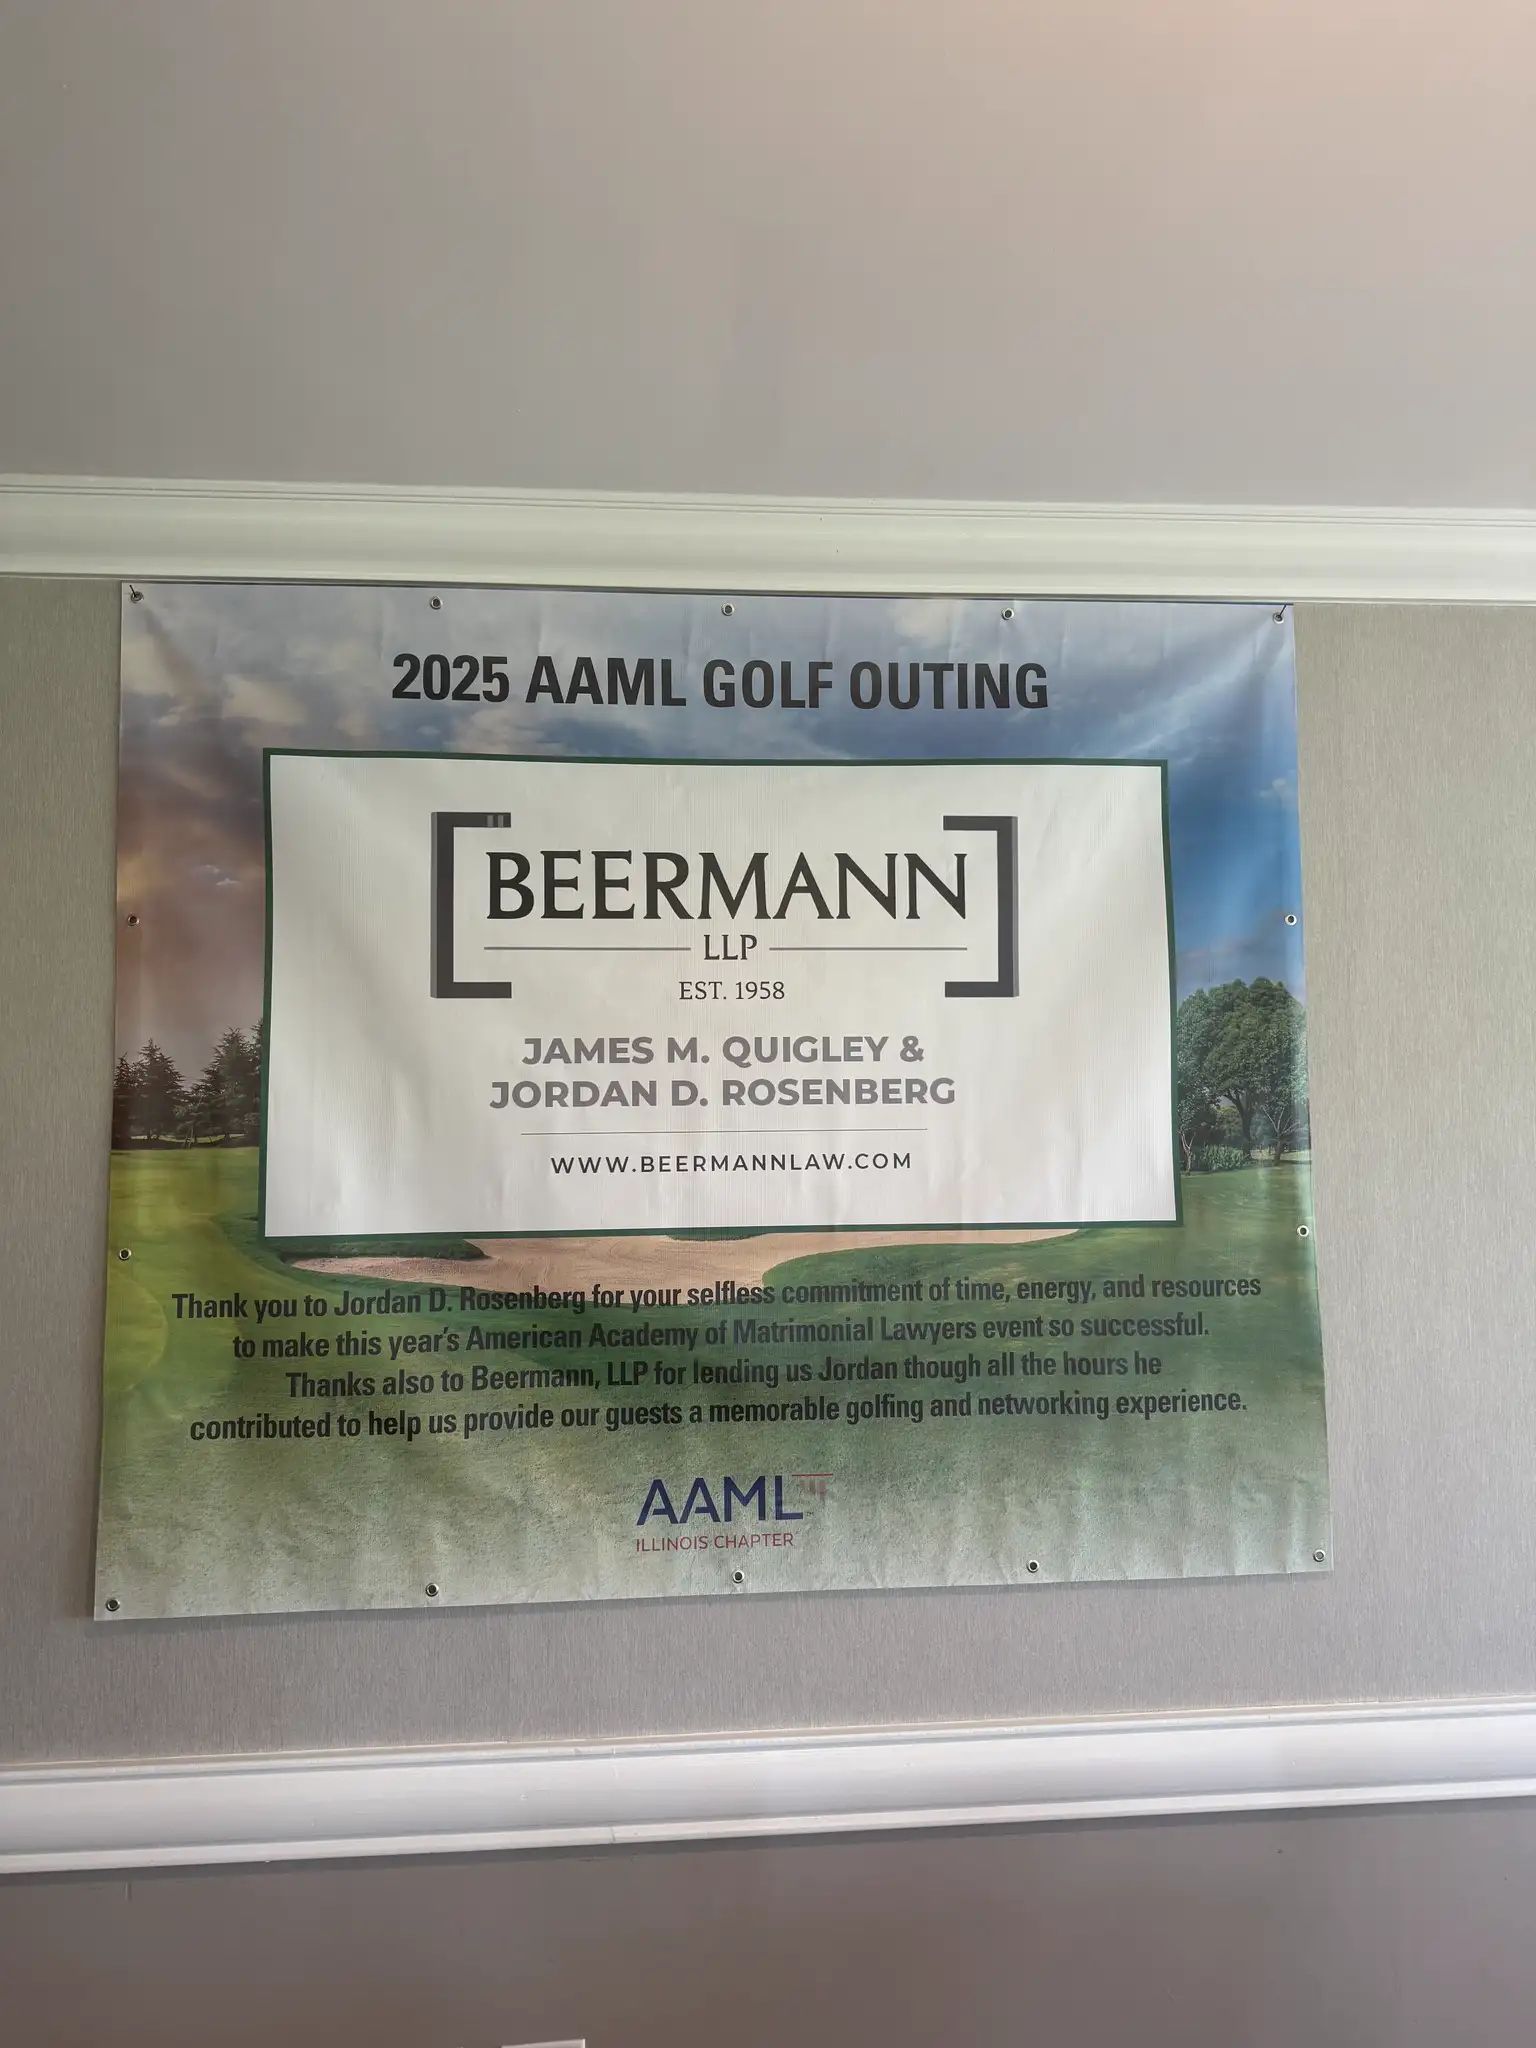 2025 AAML GOLF OUTING
BEERMANN
LLP
EST. 1958
JAMES M. QUIGLEY &
JORDAN D. ROSENBERG
WWW.BEERMANNLAW.COM
Thank you to Jordan D. Rosenberg for your selfless commitment of time, energy, and resources
to make this year's American Academy of Matrimonial Lawyers event so successful.
Thanks also to Beermann, LLP for lending us Jordan though all the hours he
contributed to help us provide our guests a memorable golfing and networking experience.
AAML™
ILLINOIS CHAPTER